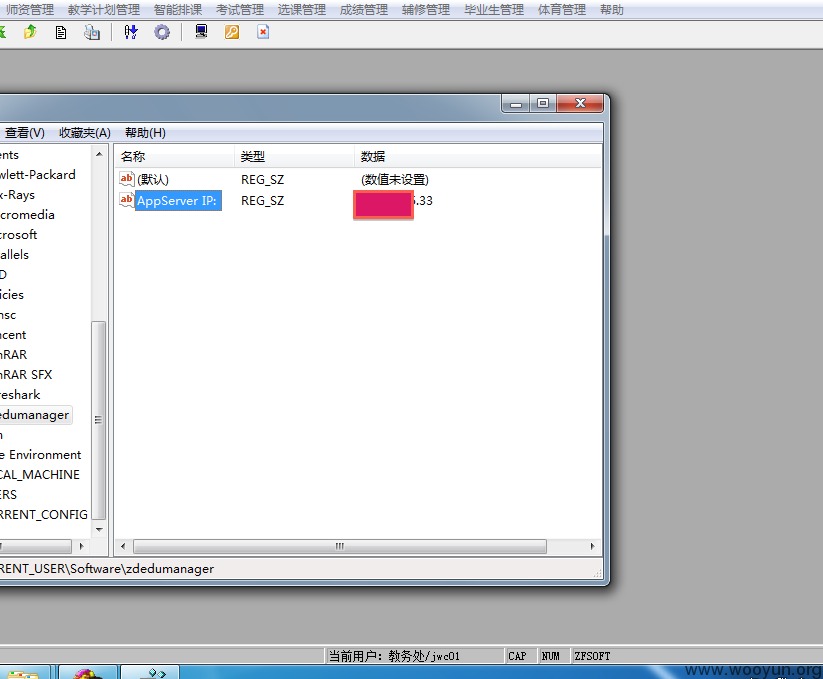 师资管理 教学计划管理 智能排课 考试管理 选课管理 成绩管理 辅修管理 毕业生管理 体育管理 帮助
查看(V) 收藏夹(A) 帮助(H)
名称 类型 数据
ents
ab (默认) REG_SZ (数值未设置)
wlett-Packard
x-Rays
ab AppServer IP: REG_SZ .33
cromedia
crosoft
allels
D
icies
nsc
ncent
nRAR
nRAR SFX
reshark
edumanager
n
e Environment
CAL_MACHINE
ERS
RRENT_CONFIG
RENT_USER\Software\zdedumanager
当前用户: 教务处/jwc01 CAP NUM ZFSOFT
www.wooyun.org